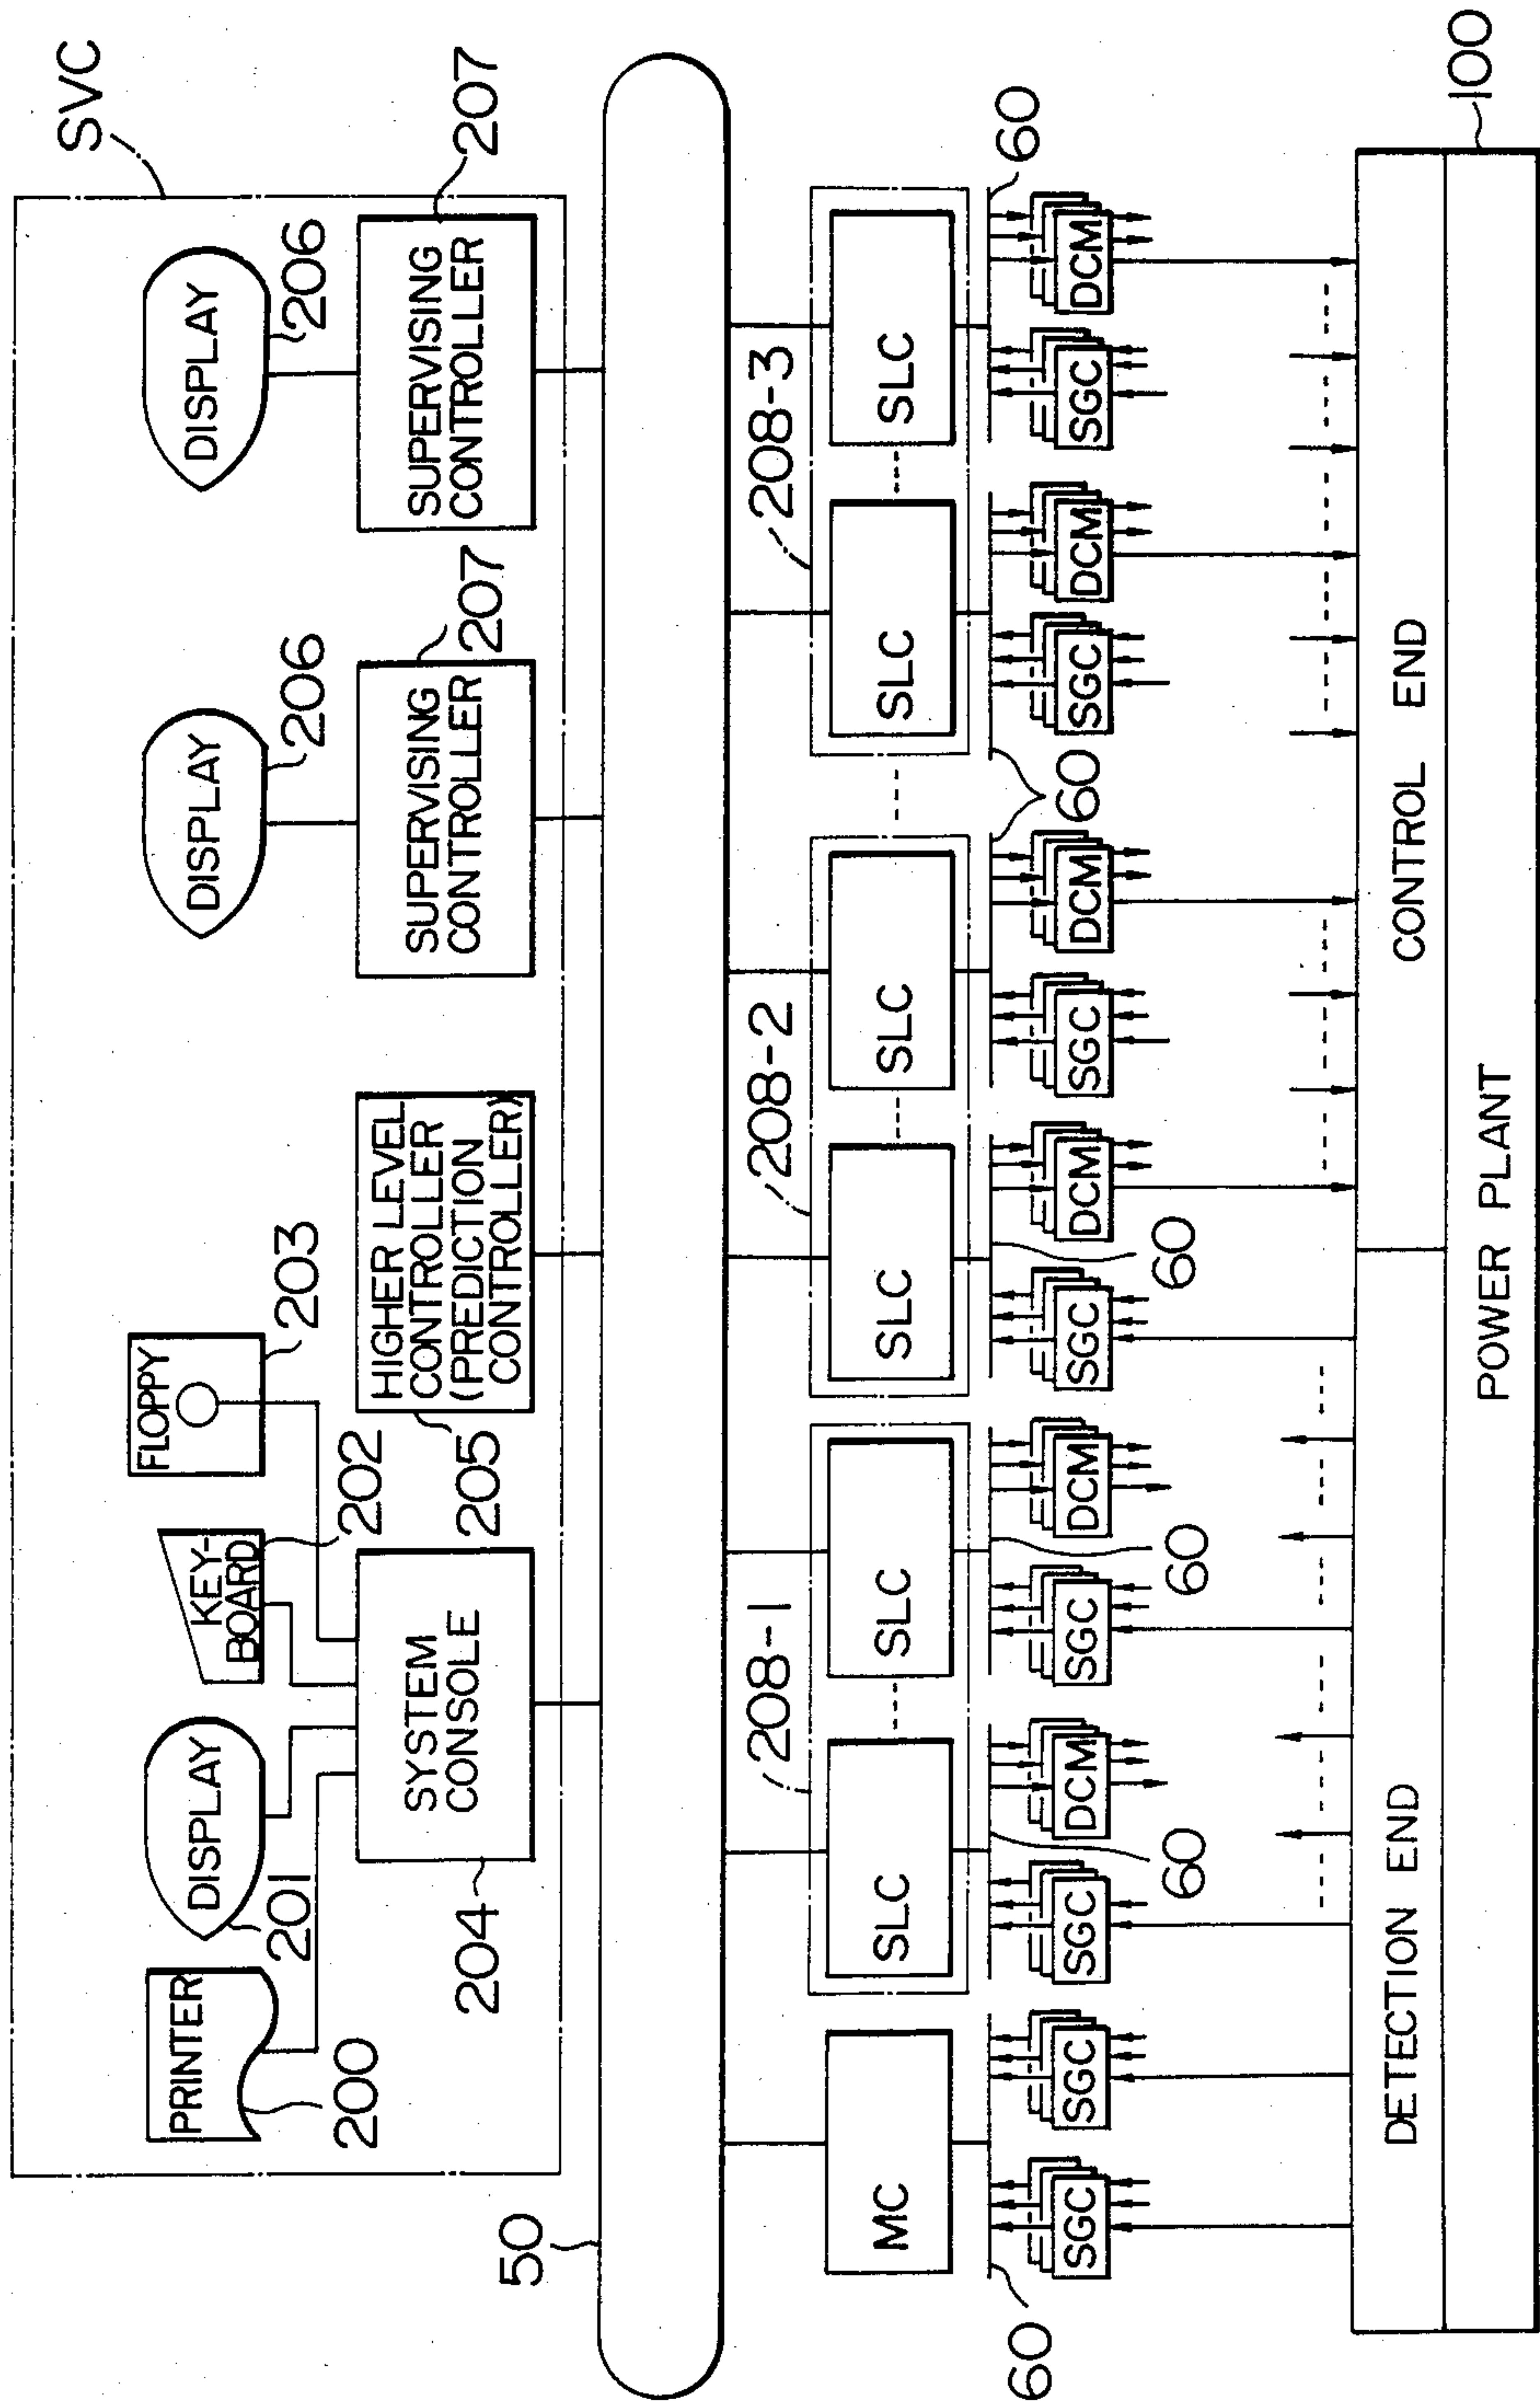 SVC
PRINTER
200
DISPLAY
201
KEY-
BOARD
202
FLOPPY
203
DISPLAY
206
DISPLAY
206
SYSTEM
CONSOLE
204
HIGHER LEVEL
CONTROLLER
(PREDICTION
CONTROLLER)
205
SUPERVISING
CONTROLLER
207
SUPERVISING
CONTROLLER
207
50
208-1
208-2
208-3
MC
SLC
SLC
SLC
SLC
SLC
SLC
60
60
60
60
60
60
SGC
SGC
SGC
DCM
SGC
DCM
SGC
DCM
SGC
DCM
SGC
DCM
SGC
DCM
DETECTION END
CONTROL END
POWER PLANT
100